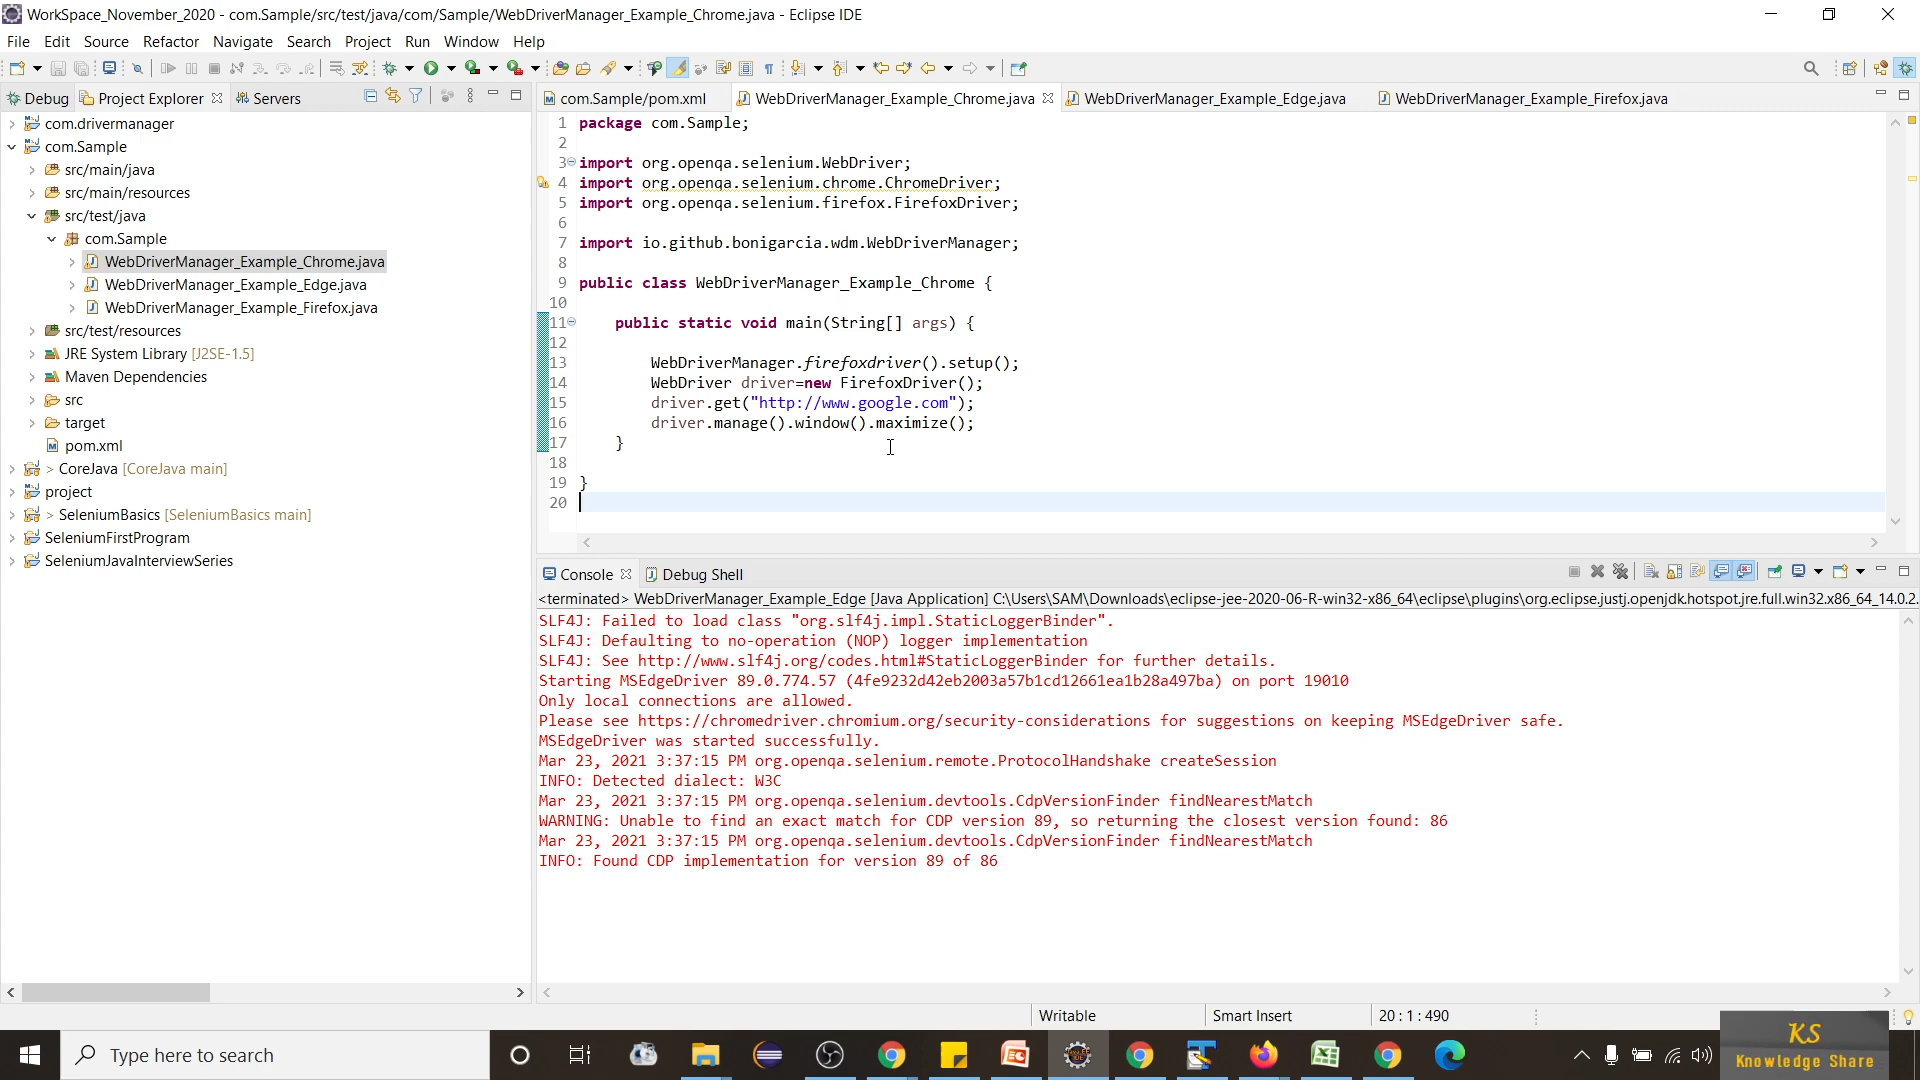 WorkSpace_November_2020 - com.Sample/src/test/java/com/Sample/WebDriverManager_Example_Chrome.java - Eclipse IDE
File Edit Source Refactor Navigate Search Project Run Window Help
Debug Project Explorer Servers
com.drivermanager
com.Sample
src/main/java
src/main/resources
src/test/java
com.Sample
WebDriverManager_Example_Chrome.java
WebDriverManager_Example_Edge.java
WebDriverManager_Example_Firefox.java
src/test/resources
JRE System Library [J2SE-1.5]
Maven Dependencies
src
target
pom.xml
> CoreJava [CoreJava main]
project
> SeleniumBasics [SeleniumBasics main]
SeleniumFirstProgram
SeleniumJavaInterviewSeries
com.Sample/pom.xml WebDriverManager_Example_Chrome.java WebDriverManager_Example_Edge.java WebDriverManager_Example_Firefox.java
1 package com.Sample;
2
3 import org.openqa.selenium.WebDriver;
4 import org.openqa.selenium.chrome.ChromeDriver;
5 import org.openqa.selenium.firefox.FirefoxDriver;
6
7 import io.github.bonigarcia.wdm.WebDriverManager;
8
9 public class WebDriverManager_Example_Chrome {
10
11 public static void main(String[] args) {
12
13 WebDriverManager.firefoxdriver().setup();
14 WebDriver driver=new FirefoxDriver();
15 driver.get("http://www.google.com");
16 driver.manage().window().maximize();
17 }
18
19 }
20
Console Debug Shell
<terminated> WebDriverManager_Example_Edge [Java Application] C:\Users\SAM\Downloads\eclipse-jee-2020-06-R-win32-x86_64\eclipse\plugins\org.eclipse.justj.openjdk.hotspot.jre.full.win32.x86_64_14.0.2.
SLF4J: Failed to load class "org.slf4j.impl.StaticLoggerBinder".
SLF4J: Defaulting to no-operation (NOP) logger implementation
SLF4J: See http://www.slf4j.org/codes.html#StaticLoggerBinder for further details.
Starting MSEdgeDriver 89.0.774.57 (4fe9232d42eb2003a57b1cd12661ea1b28a497ba) on port 19010
Only local connections are allowed.
Please see https://chromedriver.chromium.org/security-considerations for suggestions on keeping MSEdgeDriver safe.
MSEdgeDriver was started successfully.
Mar 23, 2021 3:37:15 PM org.openqa.selenium.remote.ProtocolHandshake createSession
INFO: Detected dialect: W3C
Mar 23, 2021 3:37:15 PM org.openqa.selenium.devtools.CdpVersionFinder findNearestMatch
WARNING: Unable to find an exact match for CDP version 89, so returning the closest version found: 86
Mar 23, 2021 3:37:15 PM org.openqa.selenium.devtools.CdpVersionFinder findNearestMatch
INFO: Found CDP implementation for version 89 of 86
Writable Smart Insert 20 : 1 : 490
Type here to search
KS
Knowledge Share